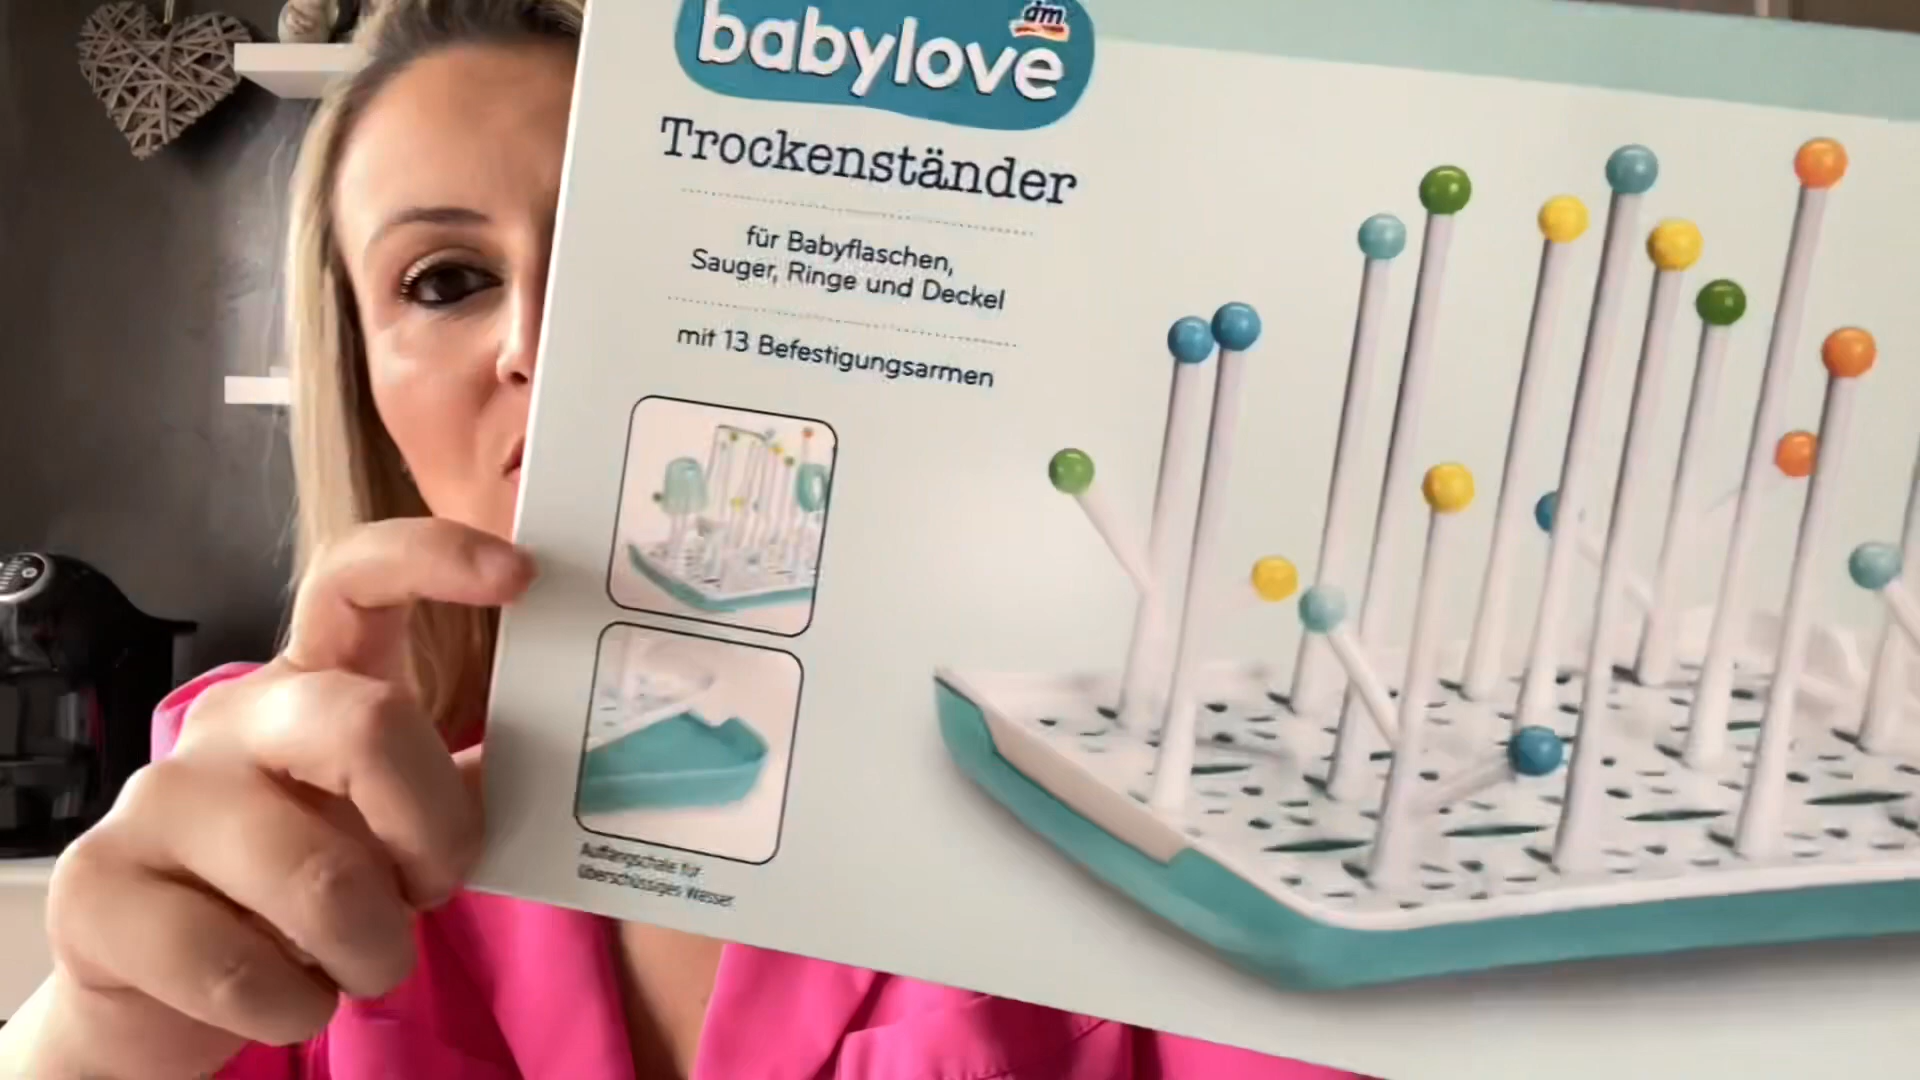 dm
babylove
Trockenständer
für Babyflaschen,
Sauger, Ringe und Deckel
mit 13 Befestigungsarmen
Auffangschale für
überschüssiges Wasser